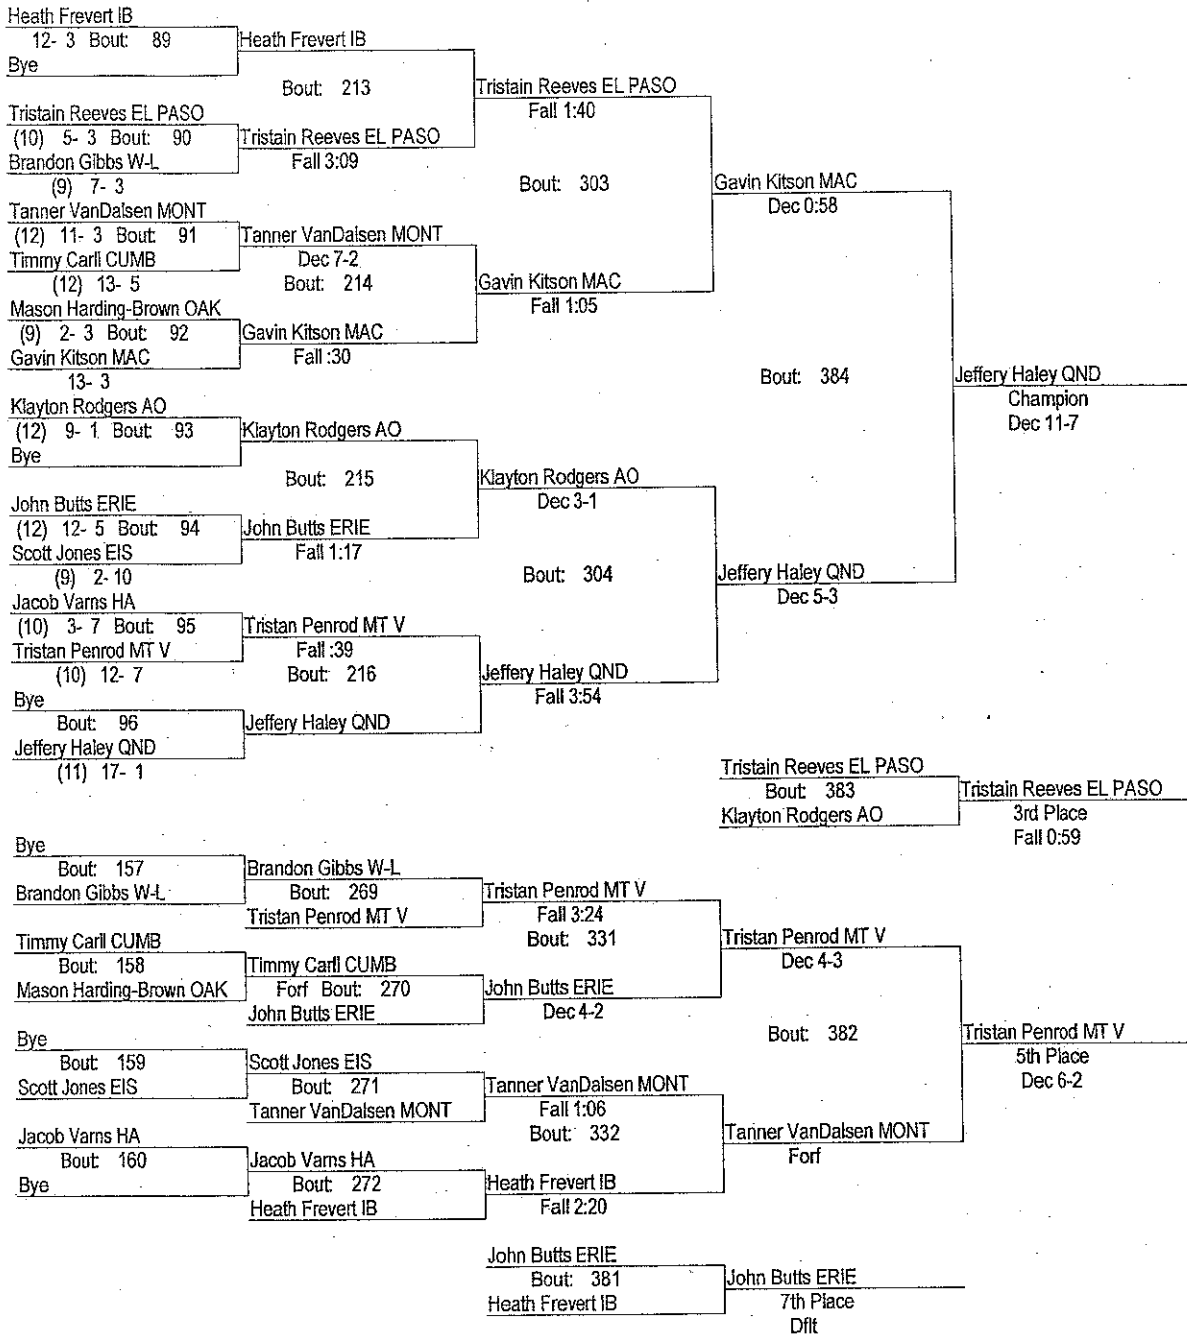 Heath Frevert IB
12- 3 Bout: 89
Bye
Heath Frevert IB
Bout: 213
Tristain Reeves EL PASO
(10) 5- 3 Bout: 90
Brandon Gibbs W-L
(9) 7- 3
Tristain Reeves EL PASO
Fall 3:09
Tristain Reeves EL PASO
Fall 1:40
Bout: 303
Tanner VanDalsen MONT
(12) 11- 3 Bout: 91
Timmy Carll CUMB
(12) 13- 5
Tanner VanDalsen MONT
Dec 7-2
Bout: 214
Mason Harding-Brown OAK
(9) 2- 3 Bout: 92
Gavin Kitson MAC
13- 3
Gavin Kitson MAC
Fall :30
Gavin Kitson MAC
Fall 1:05
Gavin Kitson MAC
Dec 0:58
Bout: 384
Klayton Rodgers AO
(12) 9- 1 Bout: 93
Bye
Klayton Rodgers AO
Bout: 215
John Butts ERIE
(12) 12- 5 Bout: 94
Scott Jones EIS
(9) 2- 10
John Butts ERIE
Fall 1:17
Klayton Rodgers AO
Dec 3-1
Bout: 304
Jacob Varns HA
(10) 3- 7 Bout: 95
Tristan Penrod MT V
(10) 12- 7
Tristan Penrod MT V
Fall :39
Bout: 216
Bye
Bout: 96
Jeffery Haley QND
(11) 17- 1
Jeffery Haley QND
Jeffery Haley QND
Fall 3:54
Jeffery Haley QND
Dec 5-3
Jeffery Haley QND
Champion
Dec 11-7
Tristain Reeves EL PASO
Bout: 383
Klayton Rodgers AO
Tristain Reeves EL PASO
3rd Place
Fall 0:59
Bye
Bout: 157
Brandon Gibbs W-L
Brandon Gibbs W-L
Bout: 269
Tristan Penrod MT V
Tristan Penrod MT V
Fall 3:24
Bout: 331
Timmy Carll CUMB
Bout: 158
Mason Harding-Brown OAK
Timmy Carll CUMB
Forf Bout: 270
John Butts ERIE
John Butts ERIE
Dec 4-2
Tristan Penrod MT V
Dec 4-3
Bout: 382
Bye
Bout: 159
Scott Jones EIS
Scott Jones EIS
Bout: 271
Tanner VanDalsen MONT
Tanner VanDalsen MONT
Fall 1:06
Bout: 332
Jacob Varns HA
Bout: 160
Bye
Jacob Varns HA
Bout: 272
Heath Frevert IB
Heath Frevert IB
Fall 2:20
Tanner VanDalsen MONT
Forf
Tristan Penrod MT V
5th Place
Dec 6-2
John Butts ERIE
Bout: 381
Heath Frevert IB
John Butts ERIE
7th Place
Dflt